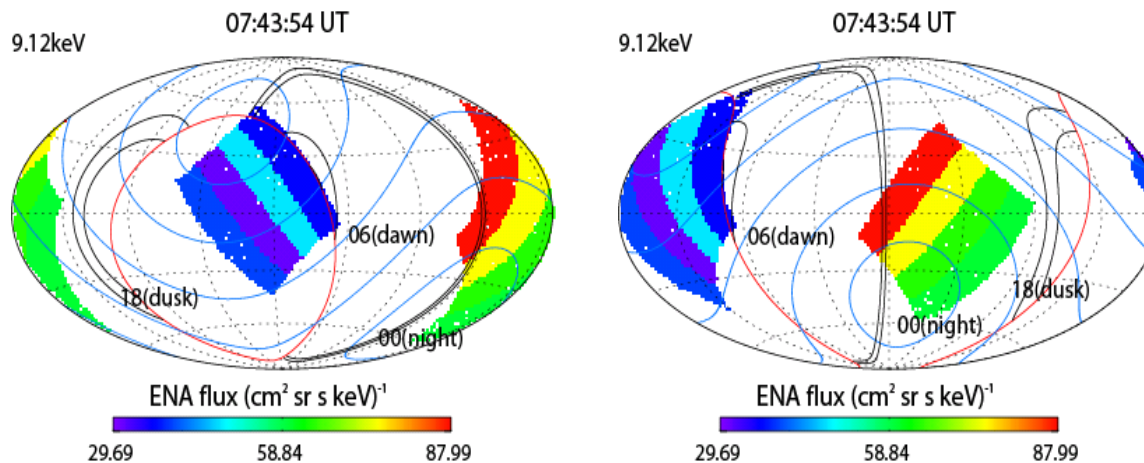 07:43:54 UT
9.12keV
06(dawn)
18(dusk)
00(night)
ENA flux (cm² sr s keV)⁻¹
29.69 58.84 87.99
07:43:54 UT
9.12keV
06(dawn)
18(dusk)
00(night)
ENA flux (cm² sr s keV)⁻¹
29.69 58.84 87.99